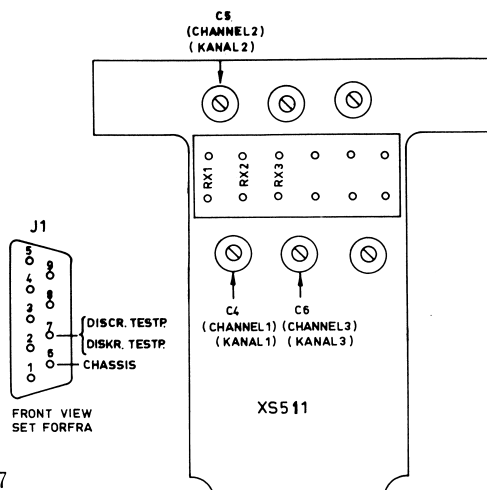 C5
(CHANNEL2)
(KANAL2)
RX1
RX2
RX3
J1
5
9
4
8
3
7
2
6
1
DISCR. TESTP.
DISKR. TESTP.
CHASSIS
FRONT VIEW
SET FORFRA
C4
(CHANNEL1)
(KANAL1)
C6
(CHANNEL3)
(KANAL3)
XS511
7